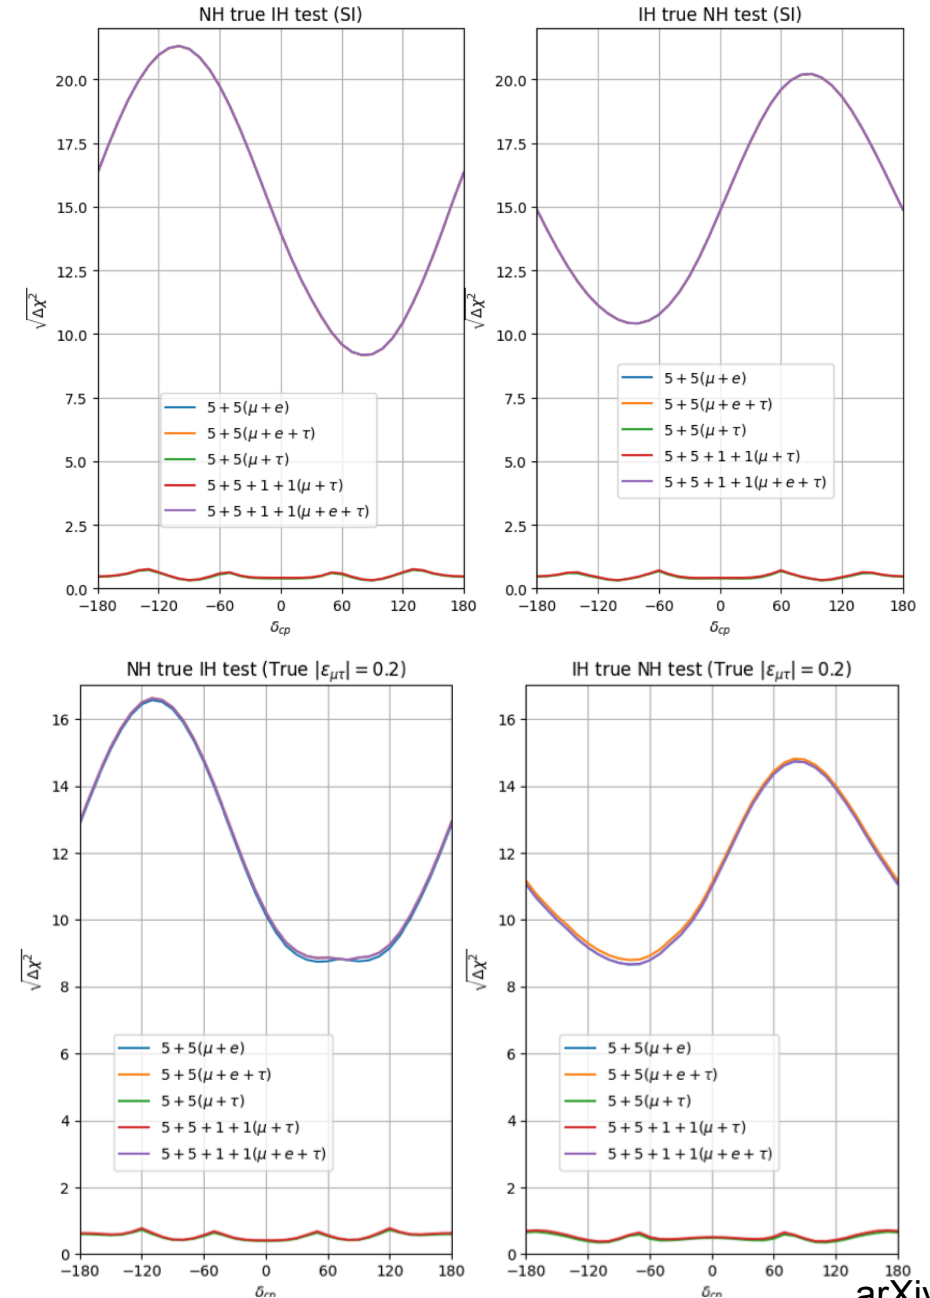 NH true IH test (SI)
IH true NH test (SI)
20.0
17.5
15.0
12.5
10.0
7.5
5.0
2.5
0.0
√Δχ²
5 + 5(μ + e)
5 + 5(μ + e + τ)
5 + 5(μ + τ)
5 + 5 + 1 + 1(μ + τ)
5 + 5 + 1 + 1(μ + e + τ)
−180 −120 −60 0 60 120 180
δcp
20.0
17.5
15.0
12.5
10.0
7.5
5.0
2.5
0.0
√Δχ²
5 + 5(μ + e)
5 + 5(μ + e + τ)
5 + 5(μ + τ)
5 + 5 + 1 + 1(μ + τ)
5 + 5 + 1 + 1(μ + e + τ)
−180 −120 −60 0 60 120 180
δcp
NH true IH test (True |εμτ| = 0.2)
IH true NH test (True |εμτ| = 0.2)
16
14
12
10
8
6
4
2
0
√Δχ²
5 + 5(μ + e)
5 + 5(μ + e + τ)
5 + 5(μ + τ)
5 + 5 + 1 + 1(μ + τ)
5 + 5 + 1 + 1(μ + e + τ)
−180 −120 −60 0 60 120 180
δcp
16
14
12
10
8
6
4
2
0
√Δχ²
5 + 5(μ + e)
5 + 5(μ + e + τ)
5 + 5(μ + τ)
5 + 5 + 1 + 1(μ + τ)
5 + 5 + 1 + 1(μ + e + τ)
−180 −120 −60 0 60 120 180
δcp